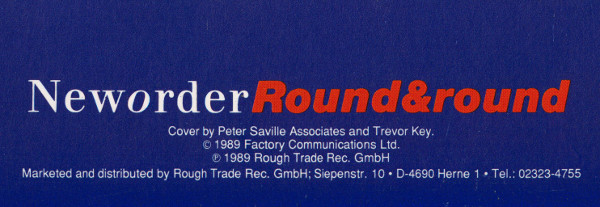 NeworderRound&round
Cover by Peter Saville Associates and Trevor Key.
© 1989 Factory Communications Ltd.
℗ 1989 Rough Trade Rec. GmbH
Marketed and distributed by Rough Trade Rec. GmbH; Siepenstr. 10 • D-4690 Herne 1 • Tel.: 02323-4755